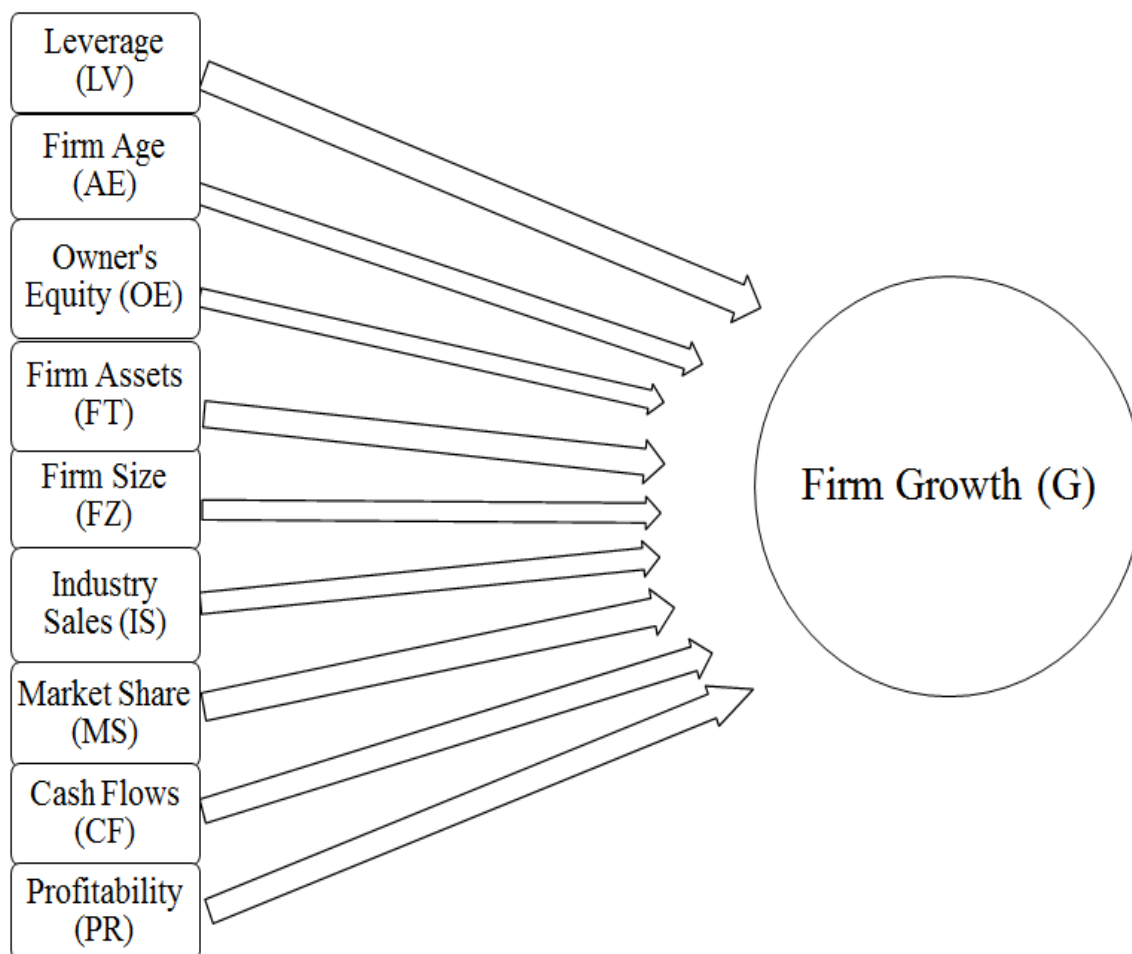 Leverage
(LV)
Firm Age
(AE)
Owner's
Equity (OE)
Firm Assets
(FT)
Firm Size
(FZ)
Industry
Sales (IS)
Market Share
(MS)
Cash Flows
(CF)
Profitability
(PR)
Firm Growth (G)